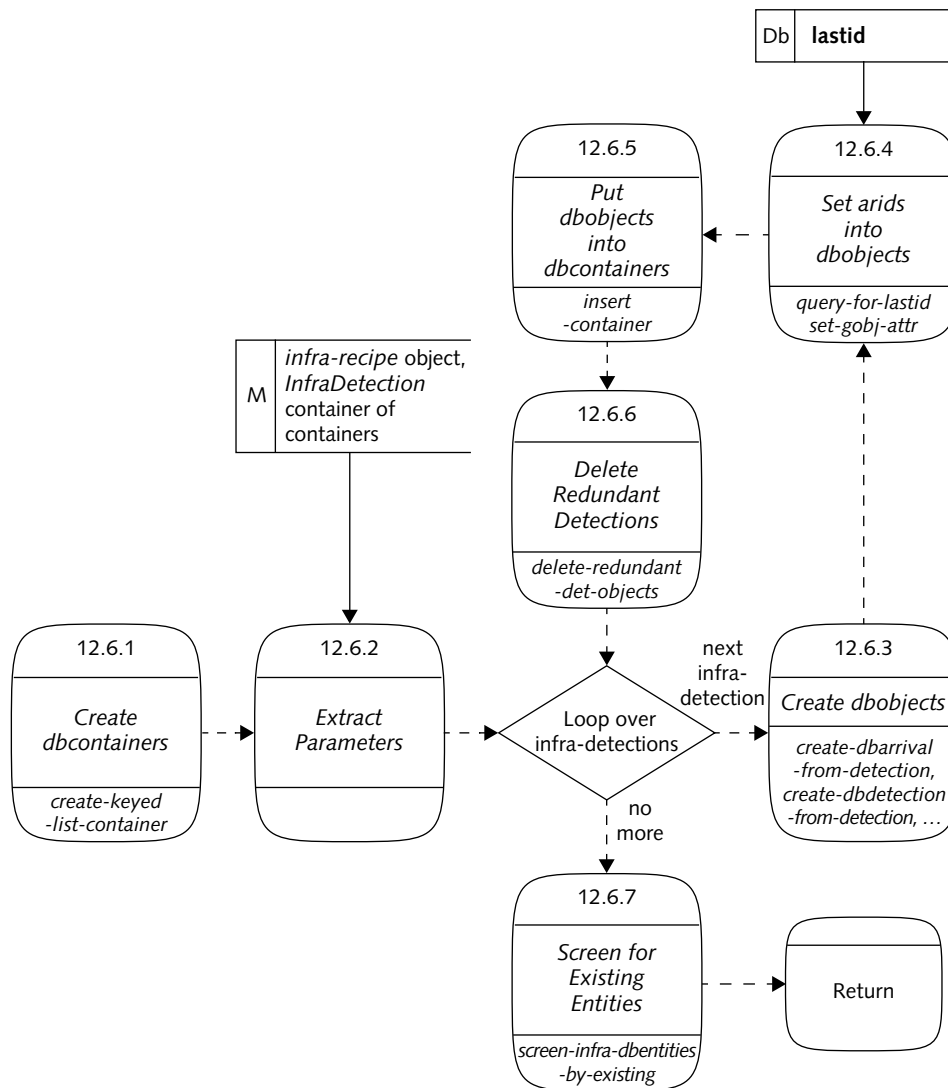 Db lastid
12.6.5
Put
dbobjects
into
dbcontainers
insert
-container
12.6.4
Set arids
into
dbobjects
query-for-lastid
set-gobj-attr
M
infra-recipe object,
InfraDetection
container of
containers
12.6.6
Delete
Redundant
Detections
delete-redundant
-det-objects
12.6.1
Create
dbcontainers
create-keyed
-list-container
12.6.2
Extract
Parameters
Loop over
infra-detections
next
infra-
detection
12.6.3
Create dbobjects
create-dbarrival
-from-detection,
create-dbdetection
-from-detection, ...
no
more
12.6.7
Screen for
Existing
Entities
screen-infra-dbentities
-by-existing
Return